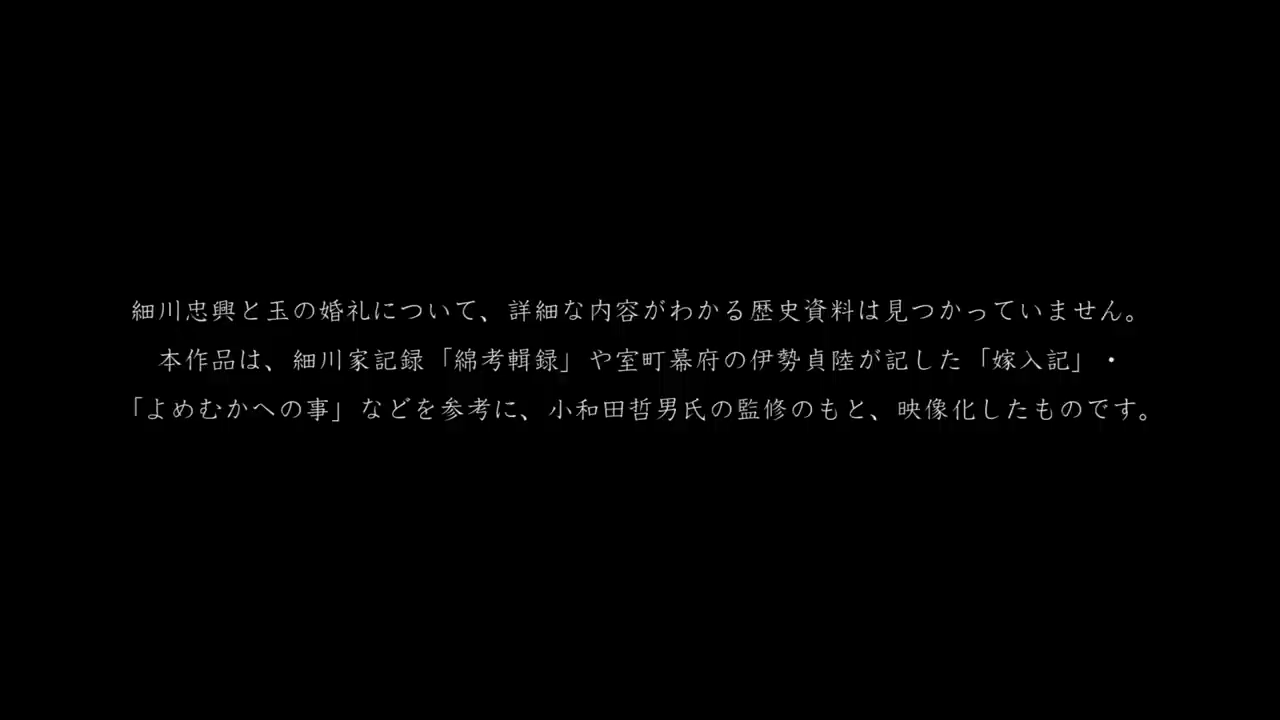 細川忠興と玉の婚礼について、詳細な内容がわかる歴史資料は見つかっていません。
本作品は、細川家記録「綿考輯録」や室町幕府の伊勢貞陸が記した「嫁入記」・
「よめむかへの事」などを参考に、小和田哲男氏の監修のもと、映像化したものです。